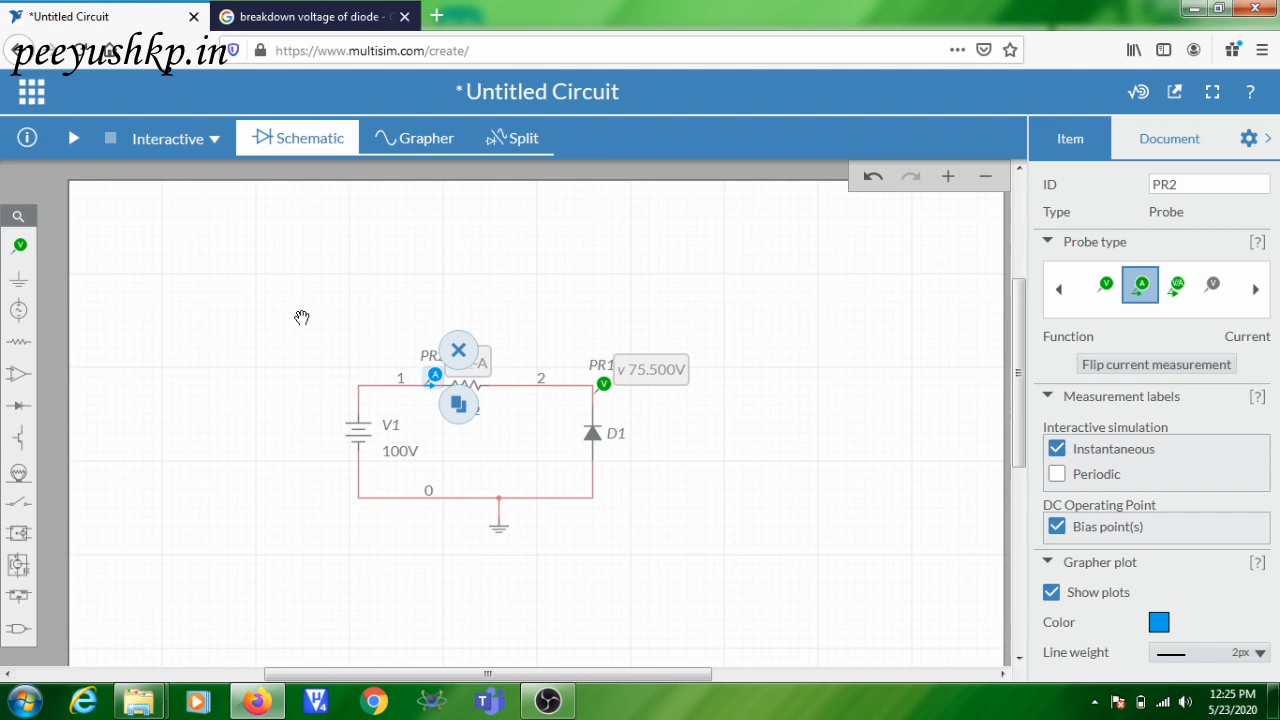 *Untitled Circuit
breakdown voltage of diode -
peeyushkp.in
https://www.multisim.com/create/
*Untitled Circuit
Interactive
Schematic
Grapher
Split
Item
Document
ID
PR2
Type
Probe
Probe type
[?]
V
A
V/A
V
Function
Current
Flip current measurement
Measurement labels
[?]
Interactive simulation
Instantaneous
Periodic
DC Operating Point
Bias point(s)
Grapher plot
[?]
Show plots
Color
Line weight
2px
-A
A
PR1
v 75.500V
V
1
2
V1
100V
D1
0
12:25 PM
5/23/2020